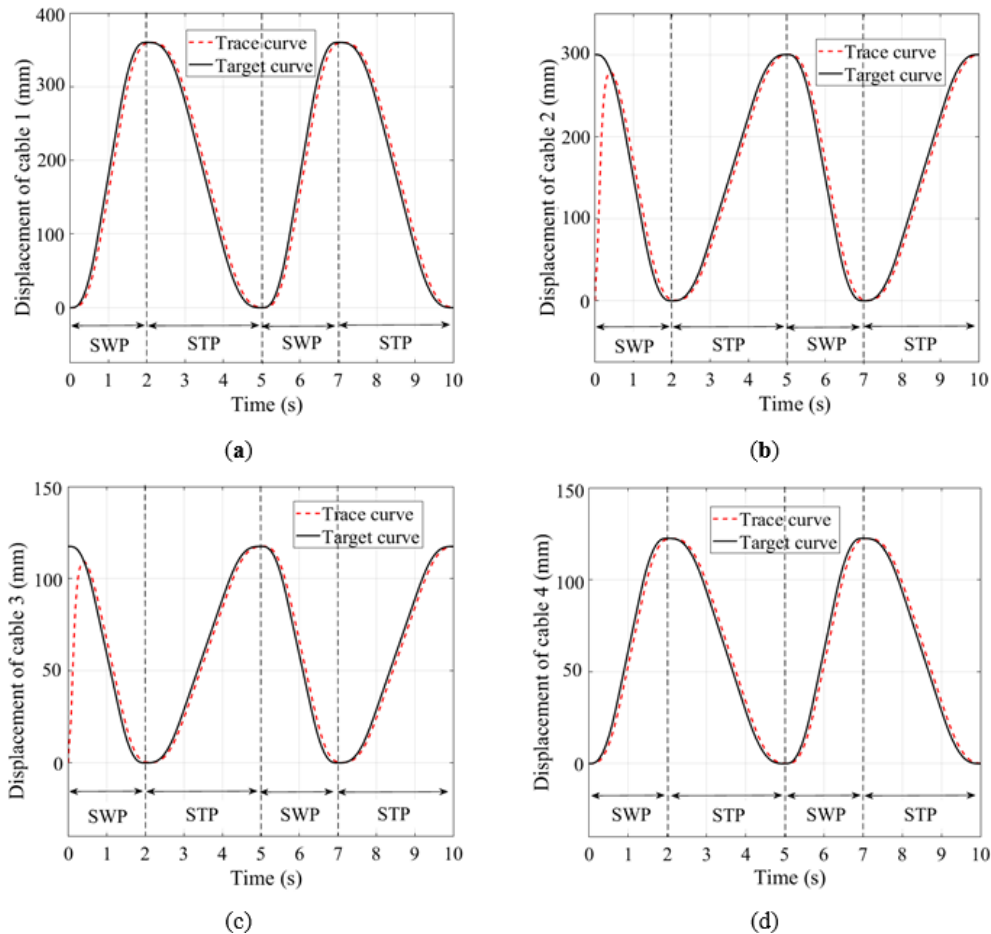 400
300
200
100
0
Displacement of cable 1 (mm)
Trace curve
Target curve
SWP STP SWP STP
0 1 2 3 4 5 6 7 8 9 10
Time (s)
(a)
300
200
100
0
Displacement of cable 2 (mm)
Trace curve
Target curve
SWP STP SWP STP
0 1 2 3 4 5 6 7 8 9 10
Time (s)
(b)
150
100
50
0
Displacement of cable 3 (mm)
Trace curve
Target curve
SWP STP SWP STP
0 1 2 3 4 5 6 7 8 9 10
Time (s)
(c)
150
100
50
0
Displacement of cable 4 (mm)
Trace curve
Target curve
SWP STP SWP STP
0 1 2 3 4 5 6 7 8 9 10
Time (s)
(d)